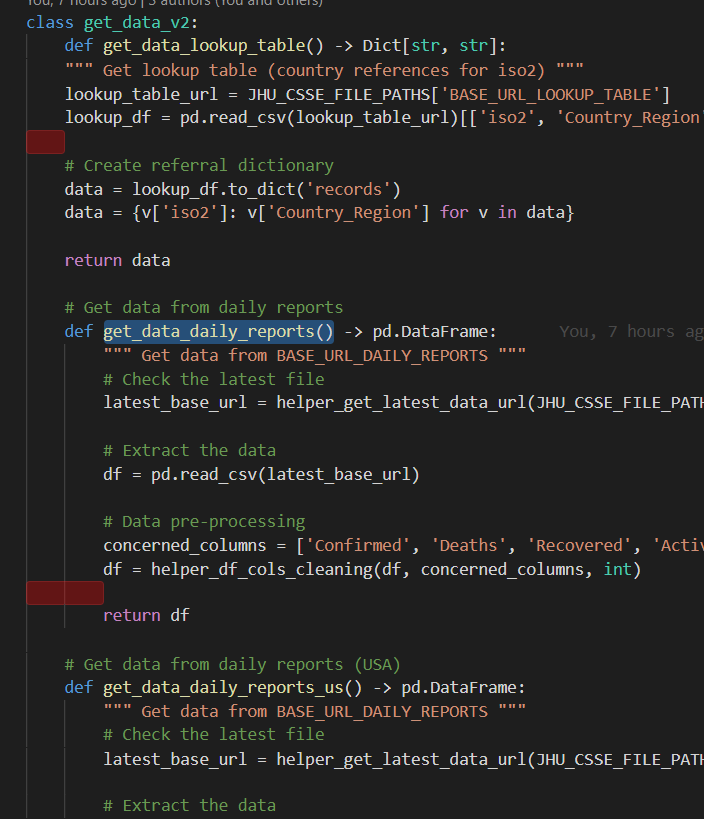 You, 7 hours ago | 3 authors (You and others)
class get_data_v2:
    def get_data_lookup_table() -> Dict[str, str]:
    """ Get lookup table (country references for iso2) """
    lookup_table_url = JHU_CSSE_FILE_PATHS['BASE_URL_LOOKUP_TABLE']
    lookup_df = pd.read_csv(lookup_table_url)[['iso2', 'Country_Region'
    # Create referral dictionary
    data = lookup_df.to_dict('records')
    data = {v['iso2']: v['Country_Region'] for v in data}
    return data
    # Get data from daily reports
    def get_data_daily_reports() -> pd.DataFrame: You, 7 hours ag
        """ Get data from BASE_URL_DAILY_REPORTS """
        # Check the latest file
        latest_base_url = helper_get_latest_data_url(JHU_CSSE_FILE_PATH
        # Extract the data
        df = pd.read_csv(latest_base_url)
        # Data pre-processing
        concerned_columns = ['Confirmed', 'Deaths', 'Recovered', 'Activ
        df = helper_df_cols_cleaning(df, concerned_columns, int)
        return df
    # Get data from daily reports (USA)
    def get_data_daily_reports_us() -> pd.DataFrame:
        """ Get data from BASE_URL_DAILY_REPORTS """
        # Check the latest file
        latest_base_url = helper_get_latest_data_url(JHU_CSSE_FILE_PATH
        # Extract the data